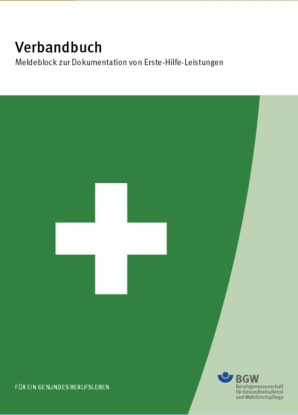 Verbandbuch
Meldeblock zur Dokumentation von Erste-Hilfe-Leistungen
FÜR EIN GESUNDES BERUFSLEBEN
BGW
Berufsgenossenschaft
für Gesundheitsdienst
und Wohlfahrtspflege